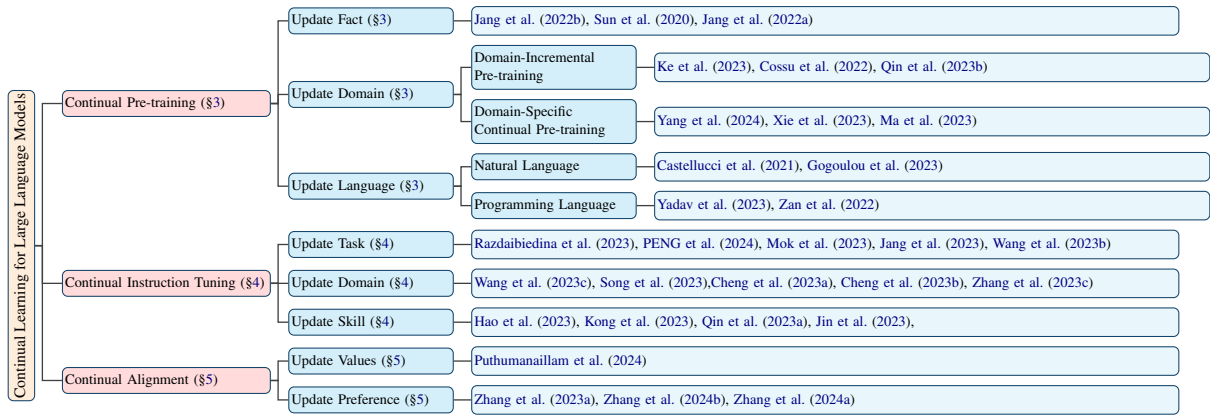 Continual Learning for Large Language Models
Continual Pre-training (§3)
Update Fact (§3)
Jang et al. (2022b), Sun et al. (2020), Jang et al. (2022a)
Update Domain (§3)
Domain-Incremental
Pre-training
Ke et al. (2023), Cossu et al. (2022), Qin et al. (2023b)
Domain-Specific
Continual Pre-training
Yang et al. (2024), Xie et al. (2023), Ma et al. (2023)
Update Language (§3)
Natural Language
Castellucci et al. (2021), Gogoulou et al. (2023)
Programming Language
Yadav et al. (2023), Zan et al. (2022)
Continual Instruction Tuning (§4)
Update Task (§4)
Razdaibiedina et al. (2023), PENG et al. (2024), Mok et al. (2023), Jang et al. (2023), Wang et al. (2023b)
Update Domain (§4)
Wang et al. (2023c), Song et al. (2023),Cheng et al. (2023a), Cheng et al. (2023b), Zhang et al. (2023c)
Update Skill (§4)
Hao et al. (2023), Kong et al. (2023), Qin et al. (2023a), Jin et al. (2023),
Continual Alignment (§5)
Update Values (§5)
Puthumanaillam et al. (2024)
Update Preference (§5)
Zhang et al. (2023a), Zhang et al. (2024b), Zhang et al. (2024a)